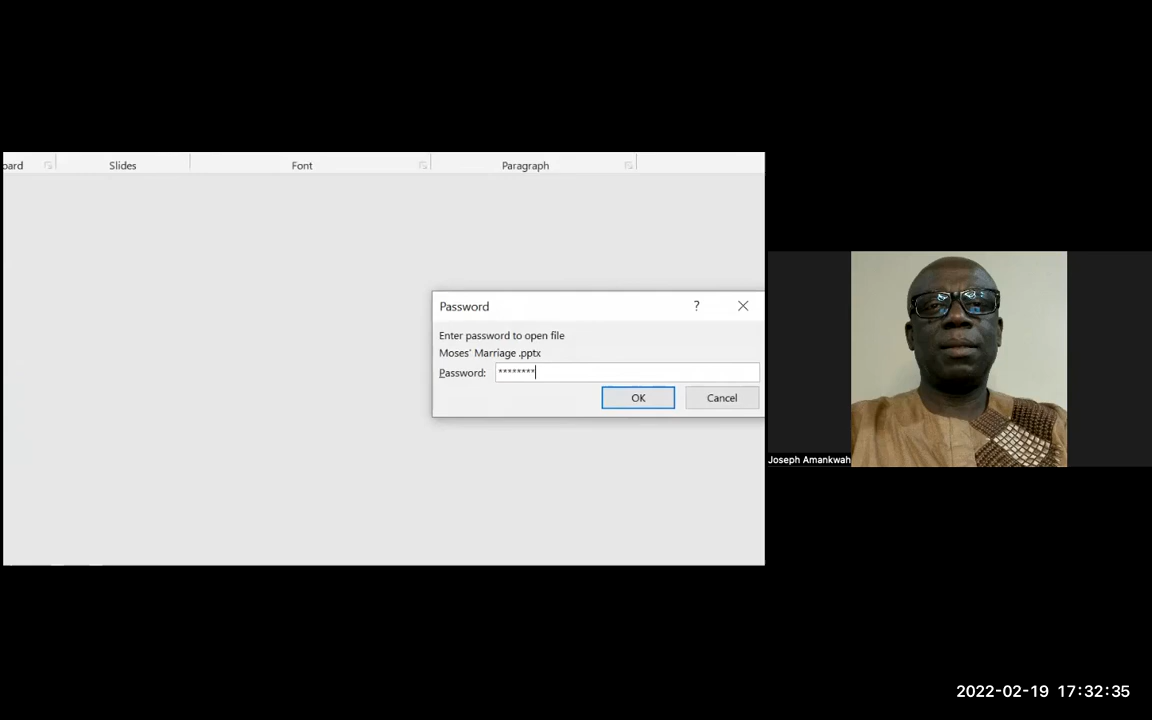 oard
Slides
Font
Paragraph
Password
?
Enter password to open file
Moses' Marriage .pptx
Password: ********
OK
Cancel
Joseph Amankwah
2022-02-19 17:32:35